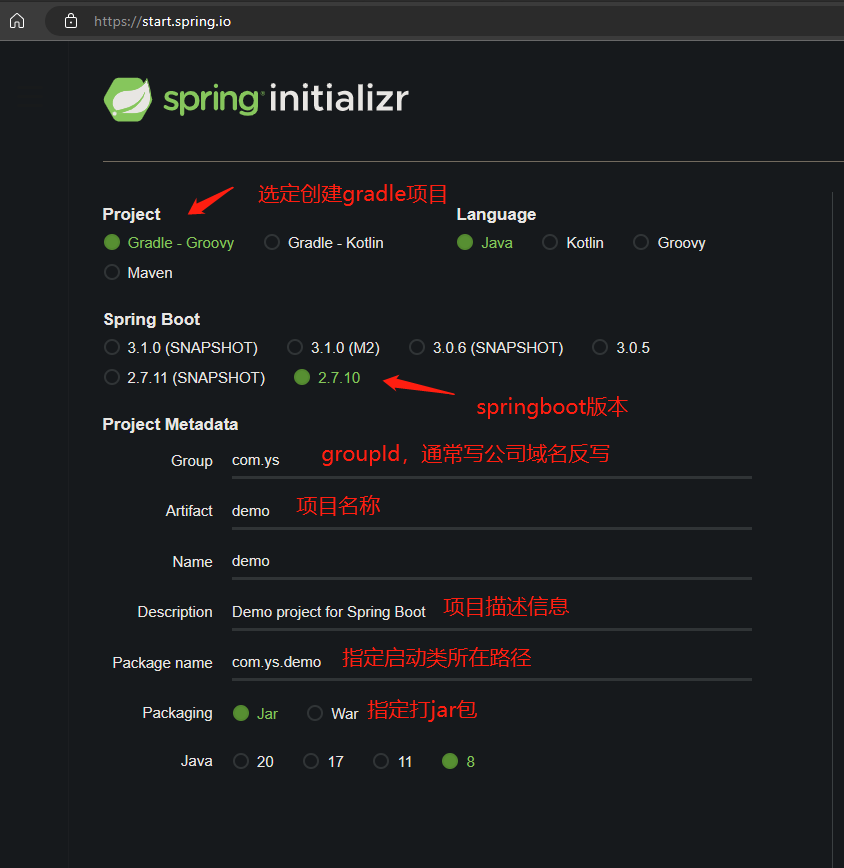 https://start.spring.io
spring initializr
选定创建gradle项目
Project
Language
Gradle - Groovy
Gradle - Kotlin
Java
Kotlin
Groovy
Maven
Spring Boot
3.1.0 (SNAPSHOT)
3.1.0 (M2)
3.0.6 (SNAPSHOT)
3.0.5
2.7.11 (SNAPSHOT)
2.7.10
springboot版本
Project Metadata
Group
com.ys
groupId，通常写公司域名反写
Artifact
demo
项目名称
Name
demo
Description
Demo project for Spring Boot
项目描述信息
Package name
com.ys.demo
指定启动类所在路径
Packaging
Jar
War
指定打jar包
Java
20
17
11
8